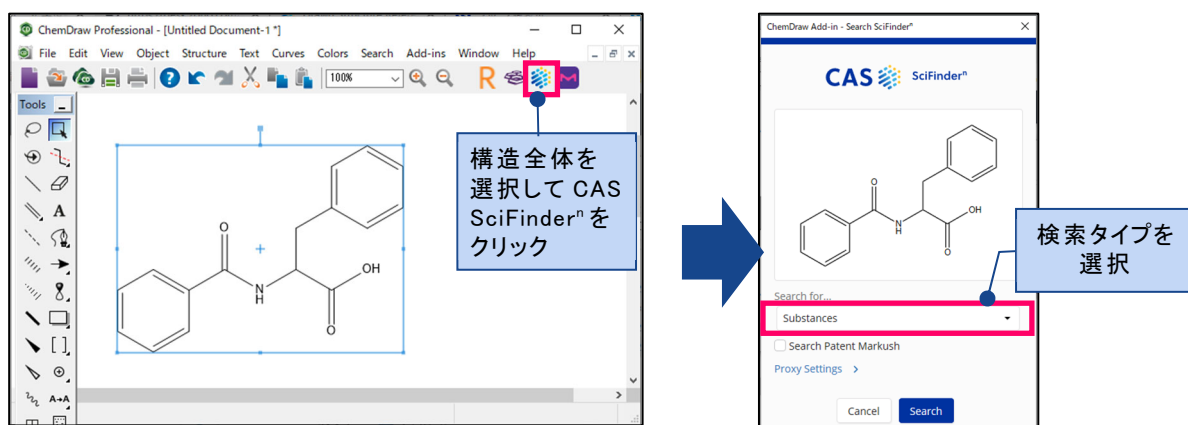 ChemDraw Professional - [Untitled Document-1 *]
File Edit View Object Structure Text Curves Colors Search Add-ins Window Help
100%
R
Tools
A
A→A
O
N
H
OH
O
構造全体を
選択して CAS
SciFinderⁿ を
クリック
ChemDraw Add-in - Search SciFinderⁿ
CAS SciFinderⁿ
O
N
H
OH
O
Search for...
Substances
Search Patent Markush
Proxy Settings >
Cancel Search
検索タイプを
選択